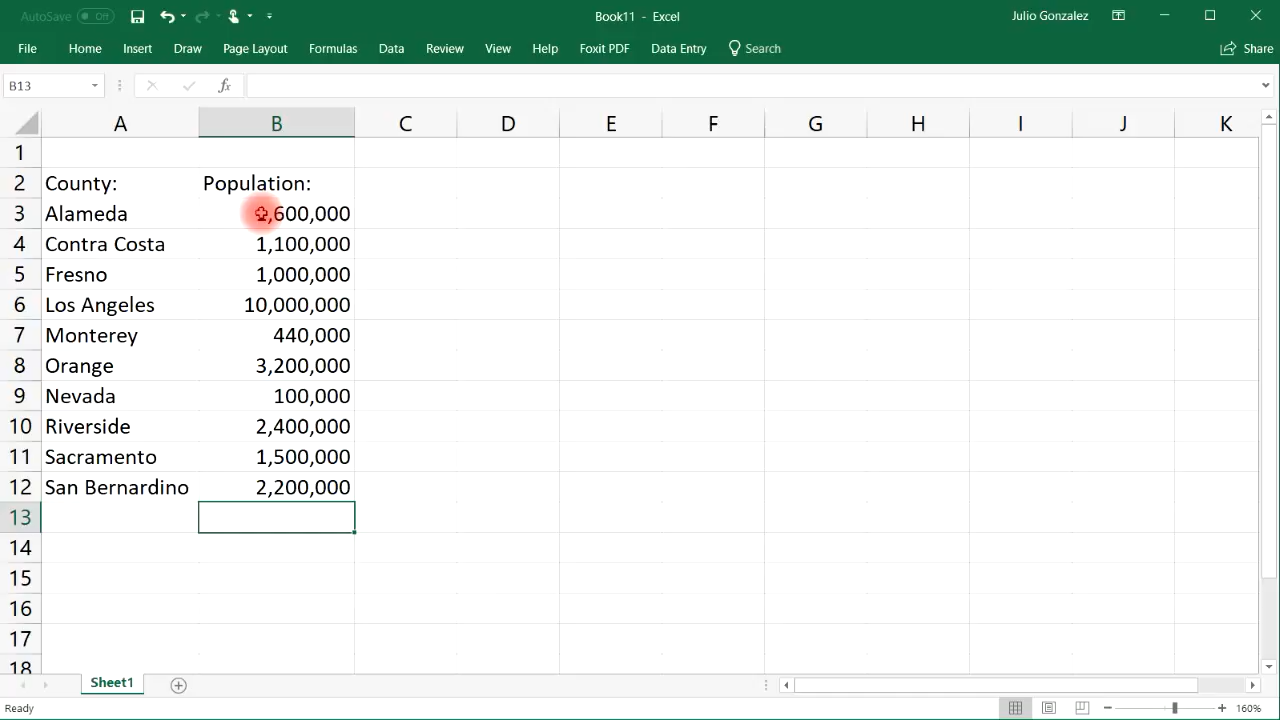 AutoSave Off
Book11 - Excel
Julio Gonzalez
File Home Insert Draw Page Layout Formulas Data Review View Help Foxit PDF Data Entry Search Share
B13 fx
A B C D E F G H I J K
1
2 County: Population:
3 Alameda ,600,000
4 Contra Costa 1,100,000
5 Fresno 1,000,000
6 Los Angeles 10,000,000
7 Monterey 440,000
8 Orange 3,200,000
9 Nevada 100,000
10 Riverside 2,400,000
11 Sacramento 1,500,000
12 San Bernardino 2,200,000
13
14
15
16
17
18
Sheet1
Ready 160%